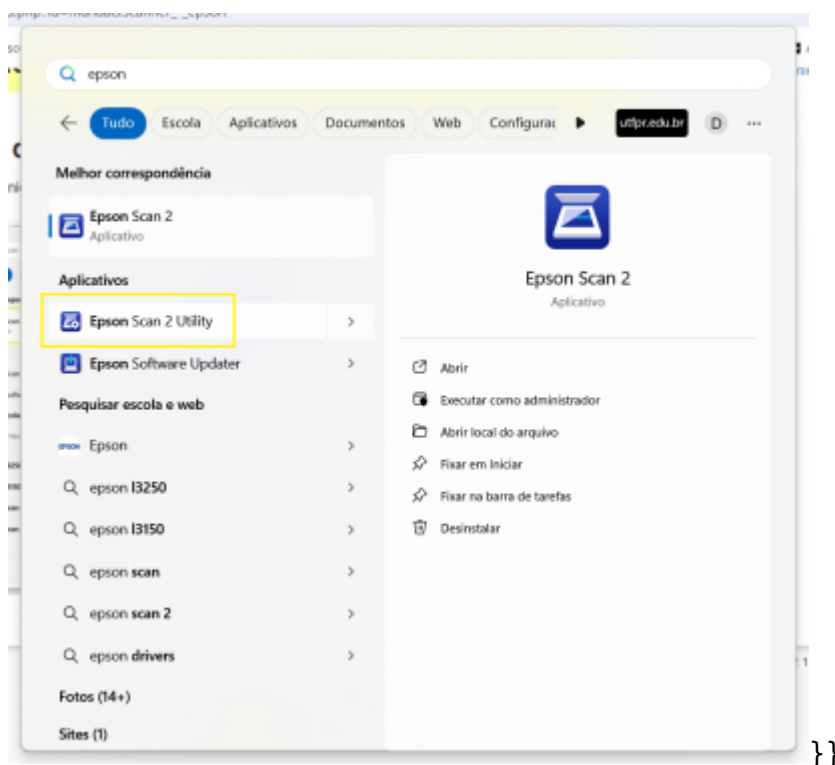 epson
Tudo Escola Aplicativos Documentos Web Configuraç utfpr.edu.br D ...
Melhor correspondência
Epson Scan 2
Aplicativo
Aplicativos
Epson Scan 2 Utility
Epson Software Updater
Pesquisar escola e web
Epson
epson l3250
epson l3150
epson scan
epson scan 2
epson drivers
Fotos (14+)
Sites (1)
Epson Scan 2
Aplicativo
Abrir
Executar como administrador
Abrir local do arquivo
Fixar em Iniciar
Fixar na barra de tarefas
Desinstalar
}}